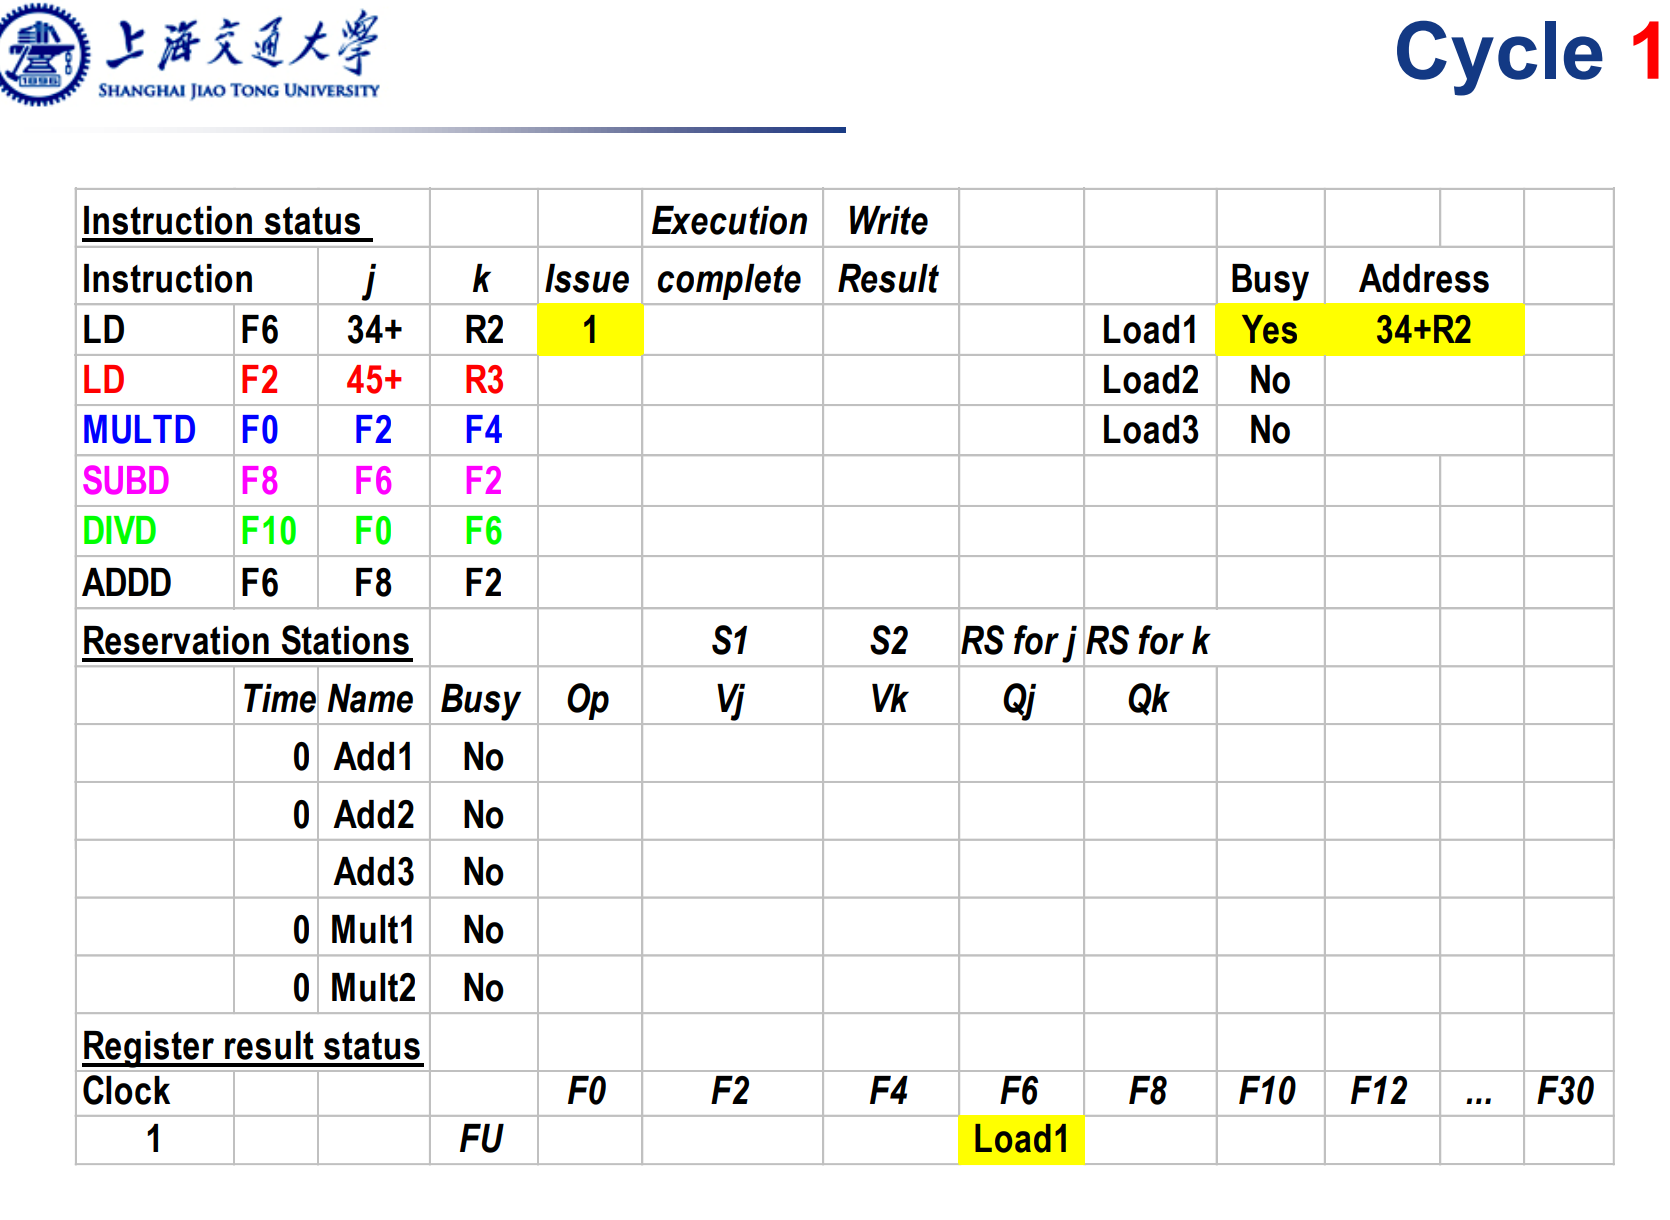 上海交通大學
SHANGHAI JIAO TONG UNIVERSITY
1896
Cycle 1
Instruction status Execution Write
Instruction j k Issue complete Result Busy Address
LD F6 34+ R2 1 Load1 Yes 34+R2
LD F2 45+ R3 Load2 No
MULTD F0 F2 F4 Load3 No
SUBD F8 F6 F2
DIVD F10 F0 F6
ADDD F6 F8 F2
Reservation Stations S1 S2 RS for j RS for k
Time Name Busy Op Vj Vk Qj Qk
0 Add1 No
0 Add2 No
Add3 No
0 Mult1 No
0 Mult2 No
Register result status
Clock F0 F2 F4 F6 F8 F10 F12 ... F30
1 FU Load1